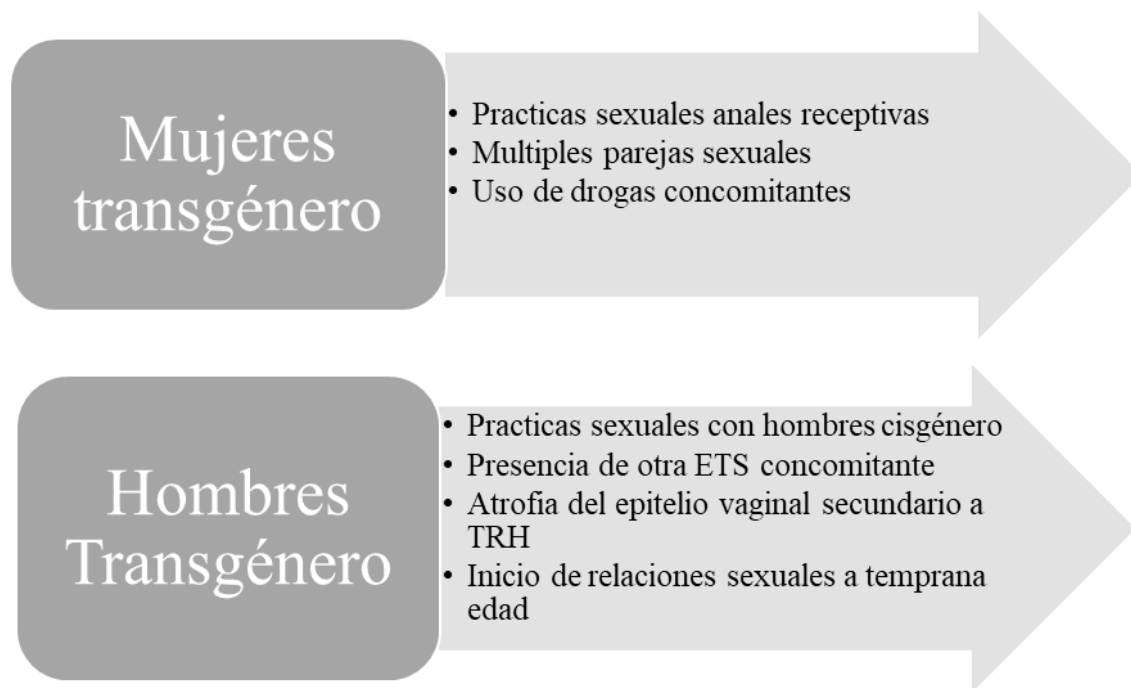 Mujeres
transgénero
• Practicas sexuales anales receptivas
• Multiples parejas sexuales
• Uso de drogas concomitantes
Hombres
Transgénero
• Practicas sexuales con hombres cisgénero
• Presencia de otra ETS concomitante
• Atrofia del epitelio vaginal secundario a
TRH
• Inicio de relaciones sexuales a temprana
edad